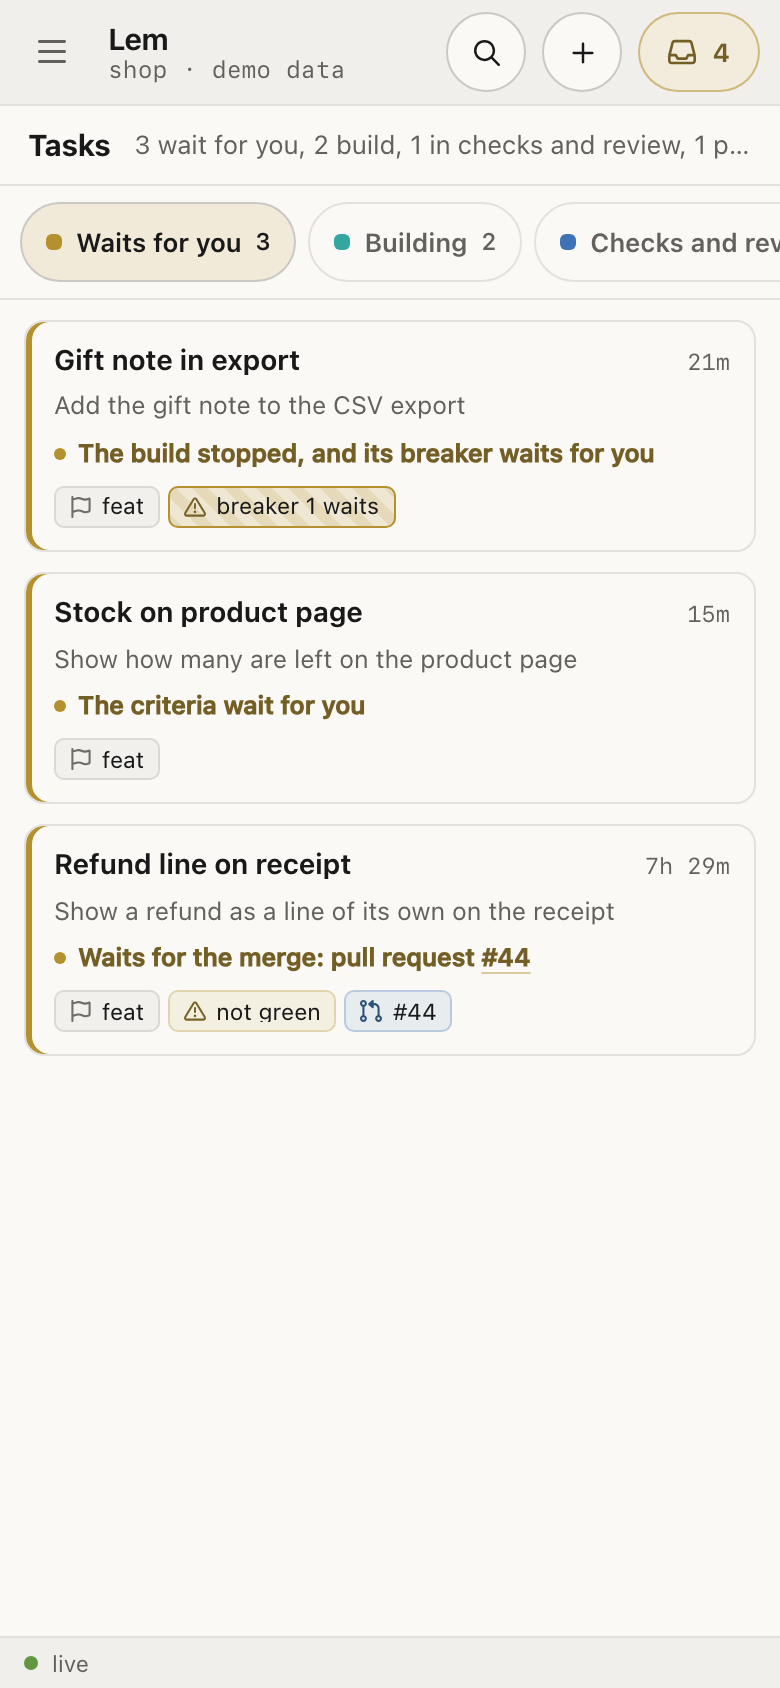 Lem
shop · demo data
4
Tasks 3 wait for you, 2 build, 1 in checks and review, 1 p...
Waits for you 3
Building 2
Checks and rev
Gift note in export 21m
Add the gift note to the CSV export
The build stopped, and its breaker waits for you
feat
breaker 1 waits
Stock on product page 15m
Show how many are left on the product page
The criteria wait for you
feat
Refund line on receipt 7h 29m
Show a refund as a line of its own on the receipt
Waits for the merge: pull request #44
feat
not green
#44
live